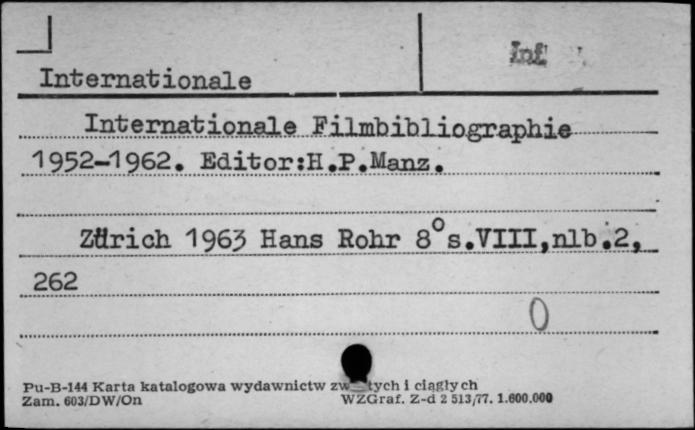 Inf.
Internationale
Internationale Filmbibliographie
1952-1962. Editor:H.P.Manz.
Zürich 1963 Hans Rohr 8° s.VIII,nlb.2,
262
0
Pu-B-144 Karta katalogowa wydawnictw tych i ciągłych
Zam. 603/DW/On WZGraf. Z-d 2 513/77. 1.600.000